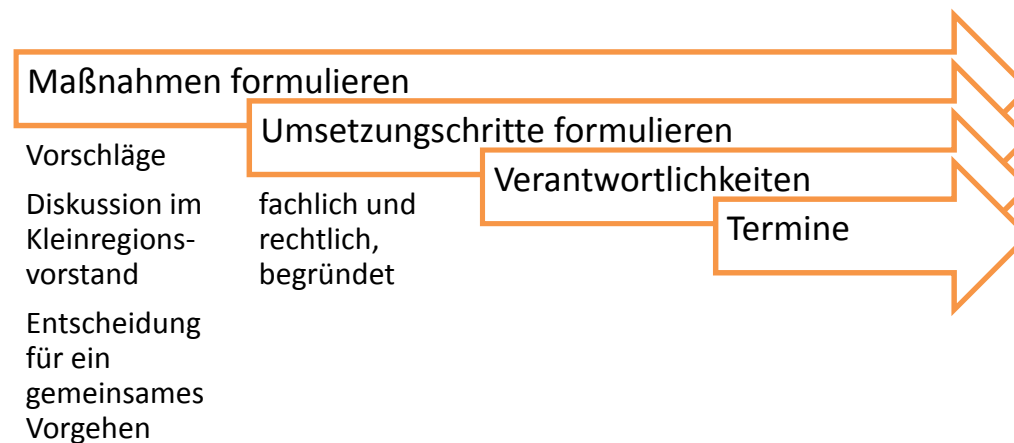 Maßnahmen formulieren
Vorschläge
Diskussion im
Kleinregions-
vorstand
Entscheidung
für ein
gemeinsames
Vorgehen
Umsetzungschritte formulieren
fachlich und
rechtlich,
begründet
Verantwortlichkeiten
Termine